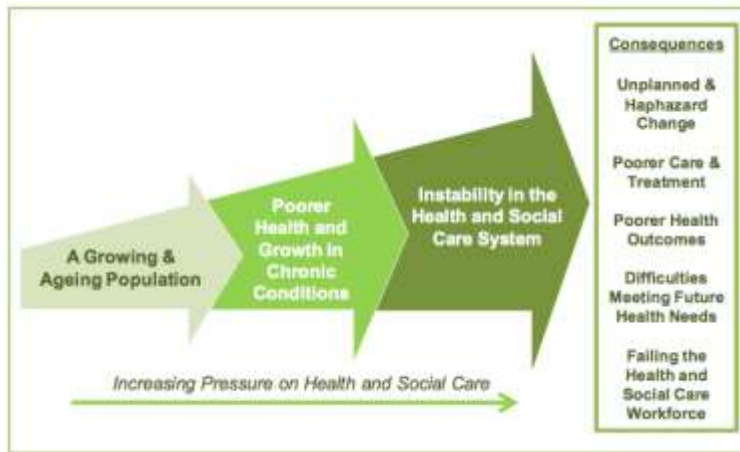 A Growing &
Ageing Population
Poorer
Health and
Growth in
Chronic
Conditions
Instability in the
Health and Social
Care System
Increasing Pressure on Health and Social Care
Consequences
Unplanned &
Haphazard
Change
Poorer Care &
Treatment
Poorer Health
Outcomes
Difficulties
Meeting Future
Health Needs
Failing the
Health and
Social Care
Workforce